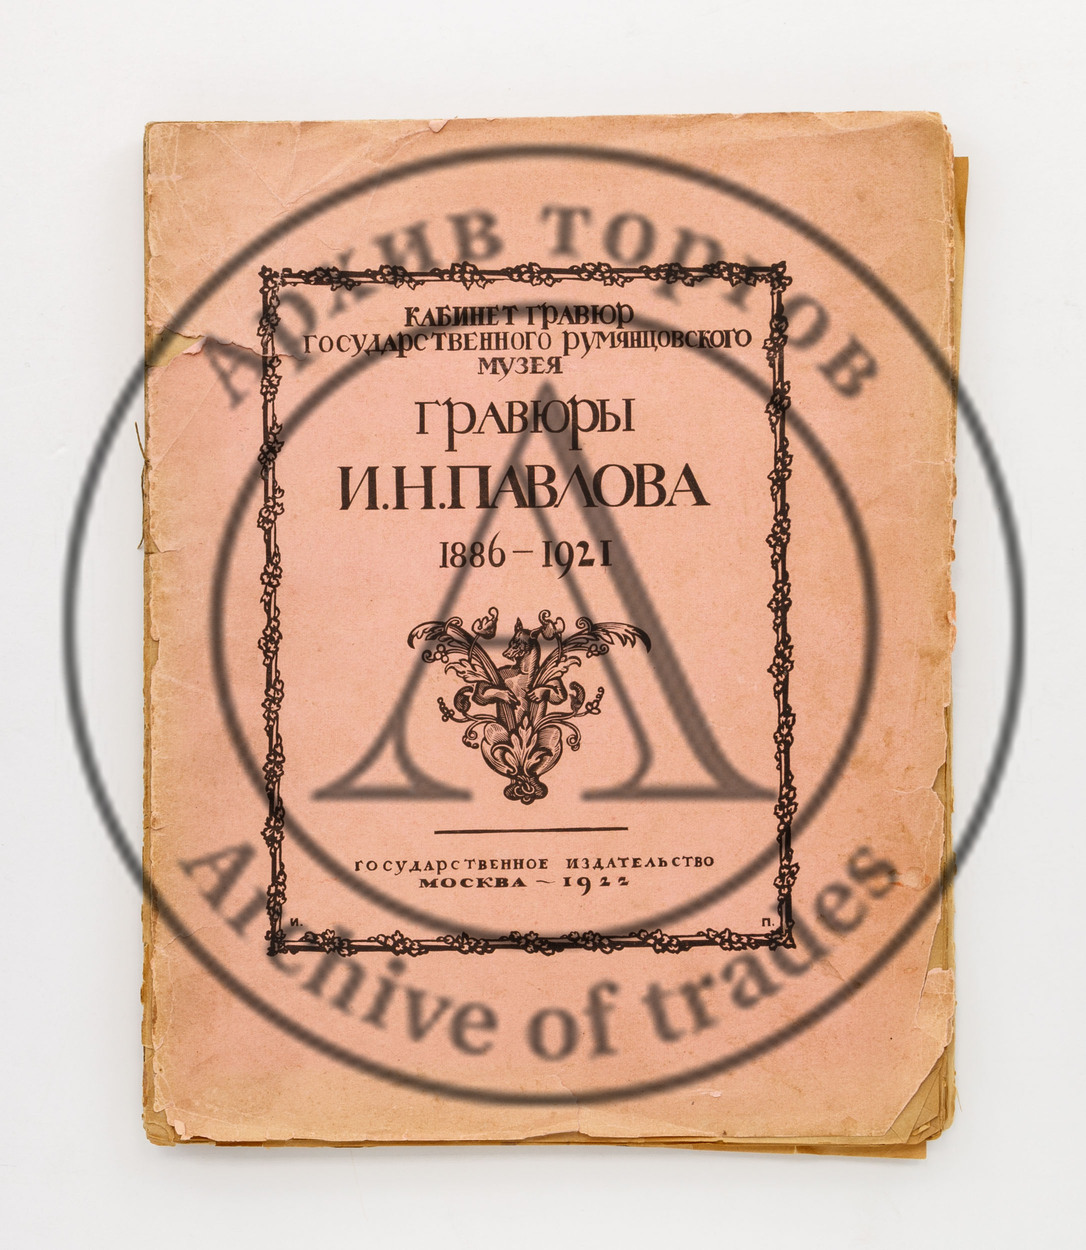 Архив торгов
КАБИНЕТ ГРАВЮР
ГОСУДАРСТВЕННОГО РУМЯНЦОВСКОГО
МУЗЕЯ
ГРАВЮРЫ
И.Н.ПАВЛОВА
1886-1921
А
ГОСУДАРСТВЕННОЕ ИЗДАТЕЛЬСТВО
МОСКВА ~ 1922
И. П.
Archive of trades